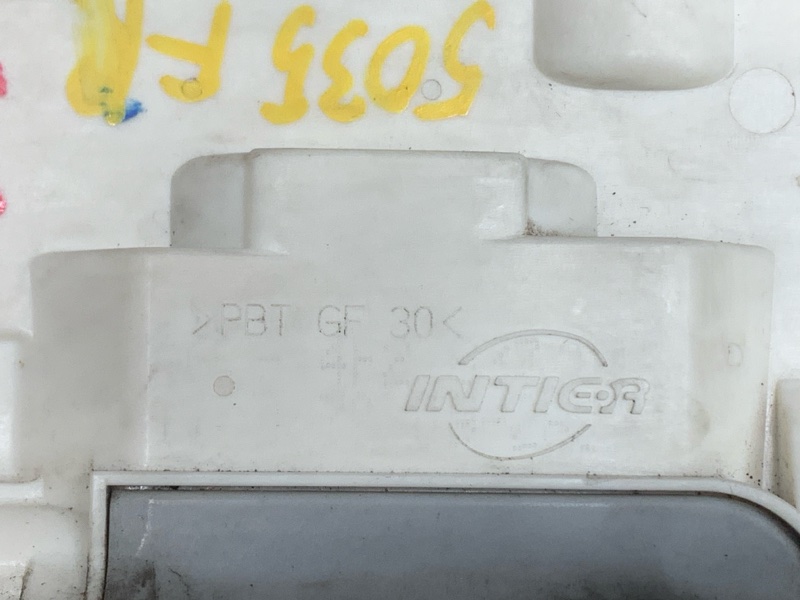 5035 FR
>PBT GF 30<
INTIER